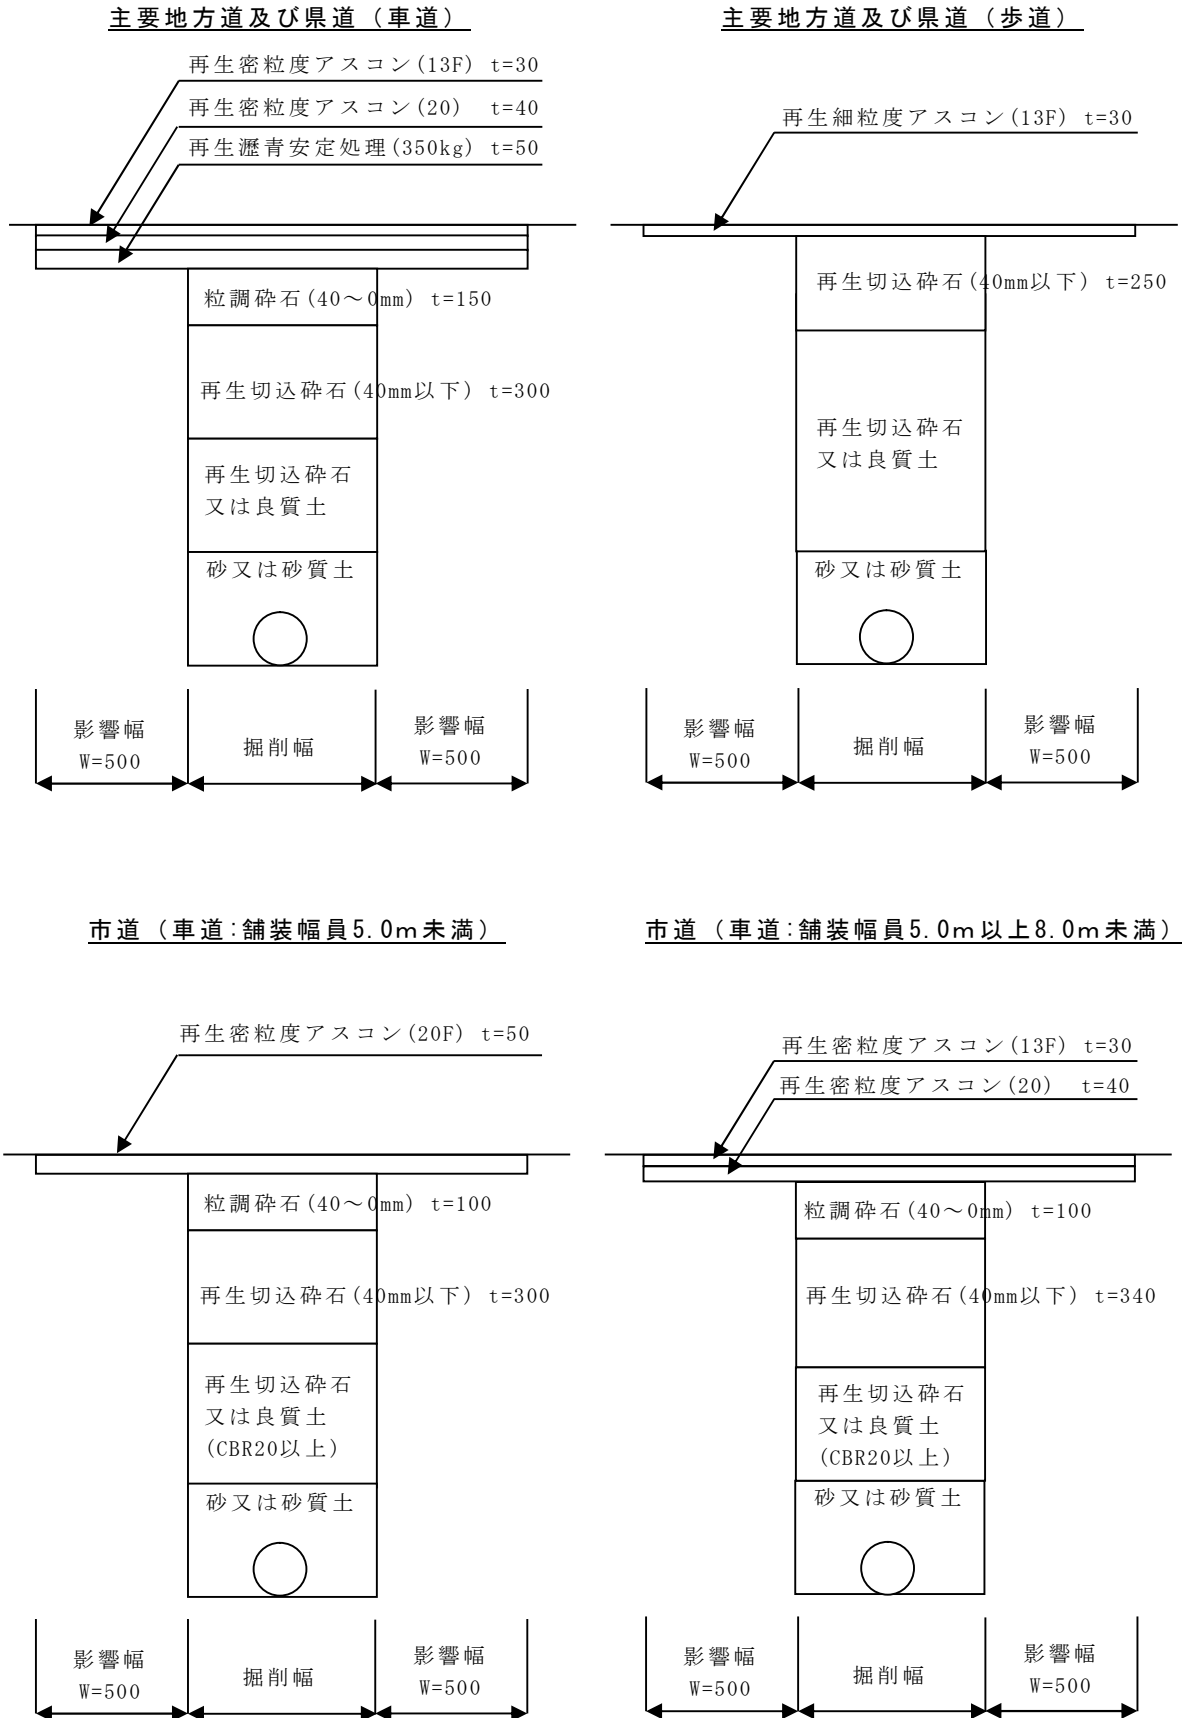 主要地方道及び県道（車道）
再生密粒度アスコン(13F) t=30
再生密粒度アスコン(20) t=40
再生瀝青安定処理(350kg) t=50
粒調砕石(40～0mm) t=150
再生切込砕石(40mm以下) t=300
再生切込砕石
又は良質土
砂又は砂質土
影響幅
W=500
掘削幅
影響幅
W=500
主要地方道及び県道（歩道）
再生細粒度アスコン(13F) t=30
再生切込砕石(40mm以下) t=250
再生切込砕石
又は良質土
砂又は砂質土
影響幅
W=500
掘削幅
影響幅
W=500
市道（車道:舗装幅員5.0m未満）
再生密粒度アスコン(20F) t=50
粒調砕石(40～0mm) t=100
再生切込砕石(40mm以下) t=300
再生切込砕石
又は良質土
(CBR20以上)
砂又は砂質土
影響幅
W=500
掘削幅
影響幅
W=500
市道（車道:舗装幅員5.0m以上8.0m未満）
再生密粒度アスコン(13F) t=30
再生密粒度アスコン(20) t=40
粒調砕石(40～0mm) t=100
再生切込砕石(40mm以下) t=340
再生切込砕石
又は良質土
(CBR20以上)
砂又は砂質土
影響幅
W=500
掘削幅
影響幅
W=500